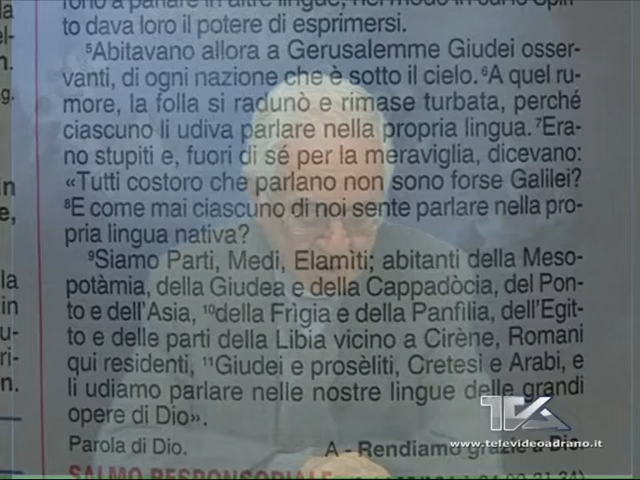 to dava loro il potere di esprimersi.
⁵Abitavano allora a Gerusalemme Giudei osser-
vanti, di ogni nazione che è sotto il cielo. ⁶A quel ru-
more, la folla si radunò e rimase turbata, perché
ciascuno li udiva parlare nella propria lingua. ⁷Era-
no stupiti e, fuori di sé per la meraviglia, dicevano:
«Tutti costoro che parlano non sono forse Galilei?
⁸E come mai ciascuno di noi sente parlare nella pro-
pria lingua nativa?
⁹Siamo Parti, Medi, Elamìti; abitanti della Meso-
potàmia, della Giudea e della Cappadòcia, del Pon-
to e dell'Asia, ¹⁰della Frìgia e della Panfìlia, dell'Egit-
to e delle parti della Libia vicino a Cirène, Romani
qui residenti, ¹¹Giudei e prosèliti, Cretesi e Arabi, e
li udiamo parlare nelle nostre lingue delle grandi
opere di Dio».
Parola di Dio. A - Rendiamo grazie a Dio.
www.televideoadrano.it
SALMO RESPONSORIALE